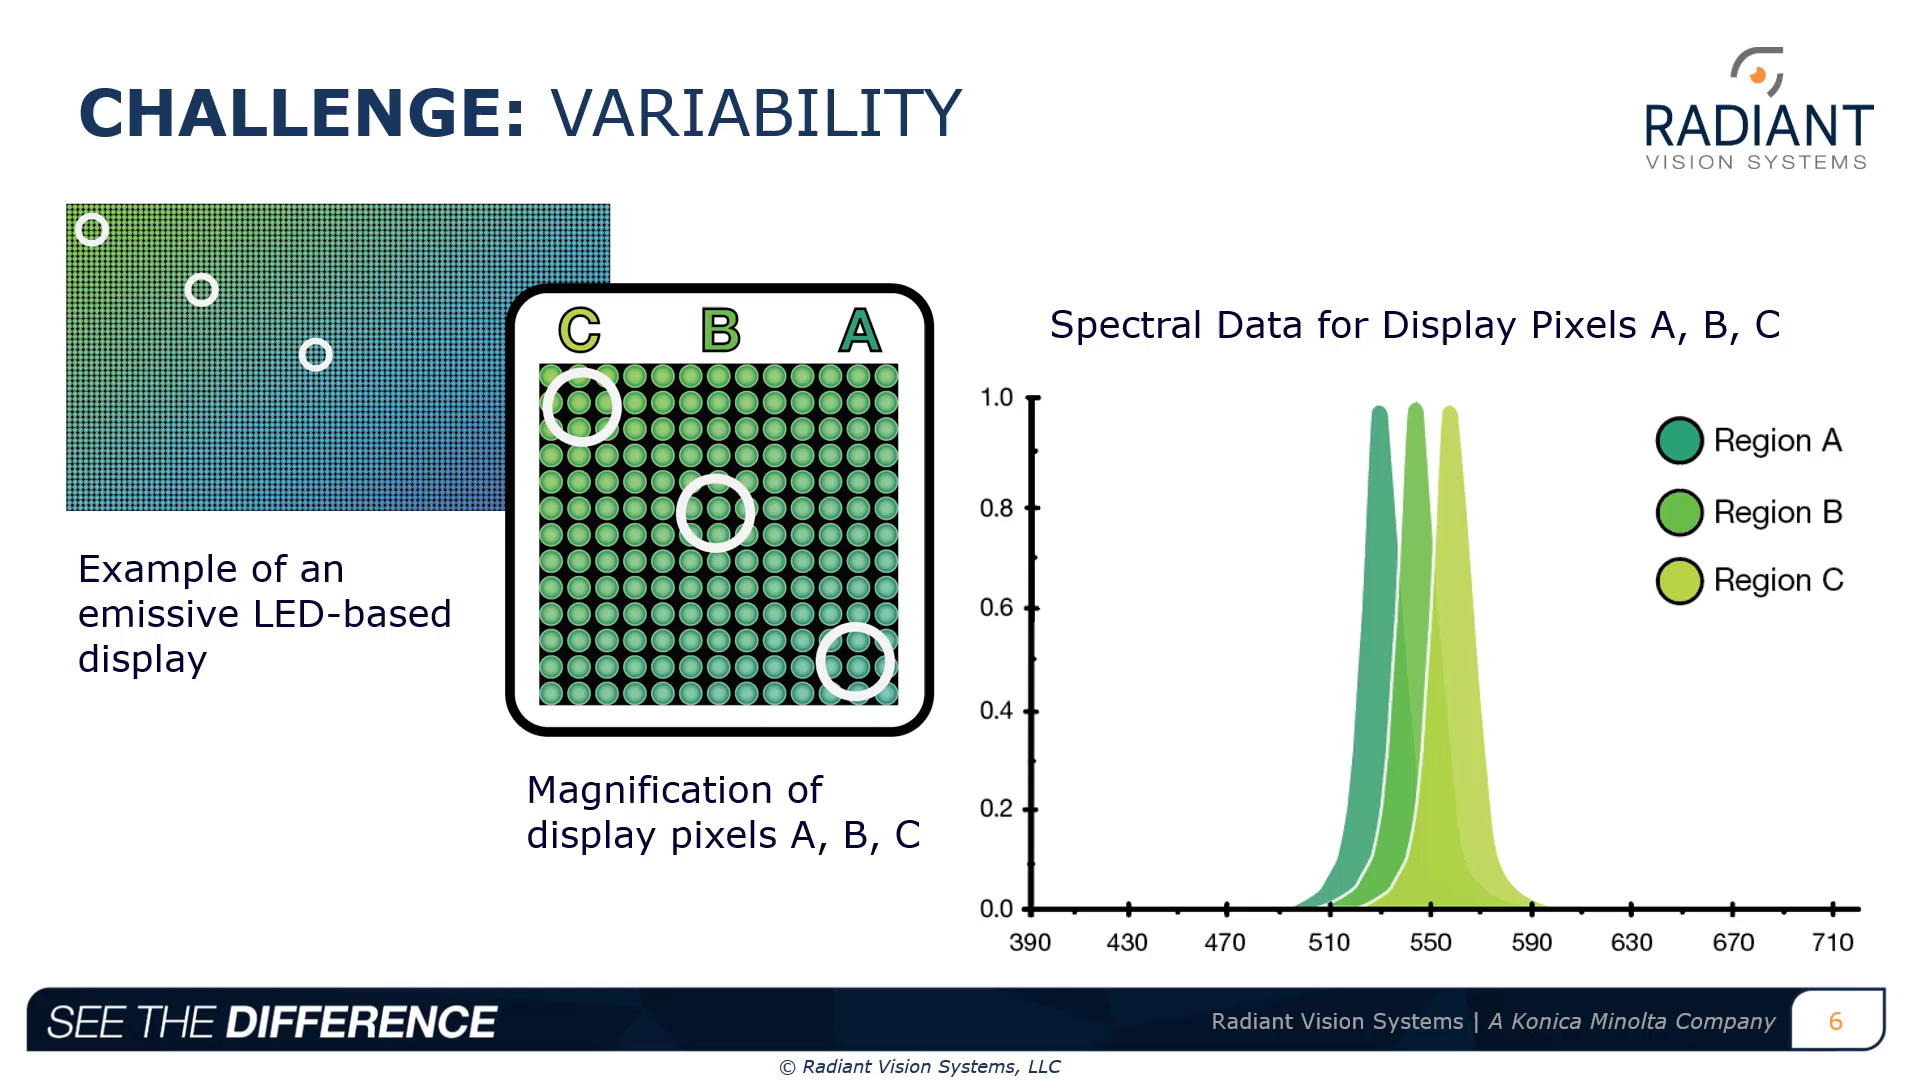 CHALLENGE: VARIABILITY
RADIANT
VISION SYSTEMS
C B A
Example of an
emissive LED-based
display
Magnification of
display pixels A, B, C
Spectral Data for Display Pixels A, B, C
1.0
0.8
0.6
0.4
0.2
0.0
390 430 470 510 550 590 630 670 710
Region A
Region B
Region C
SEE THE DIFFERENCE
Radiant Vision Systems | A Konica Minolta Company
6
© Radiant Vision Systems, LLC